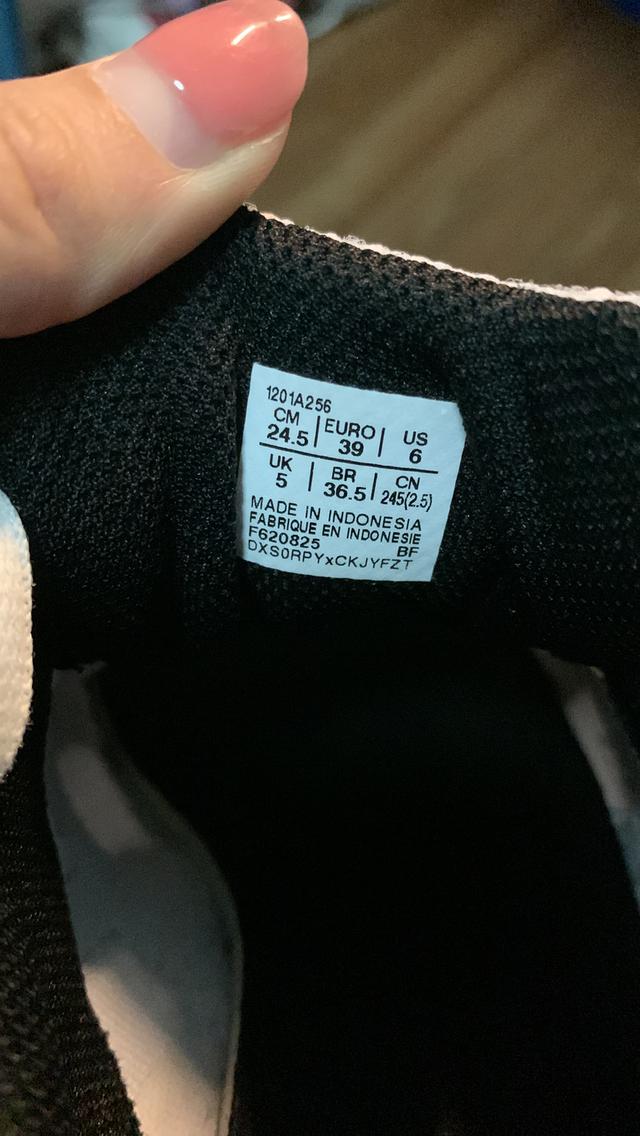 1201A256
CM EURO US
24.5 39 6
UK BR CN
5 36.5 245(2.5)
MADE IN INDONESIA
FABRIQUE EN INDONESIE
F620825 BF
DXS0RPYxCKJYFZT